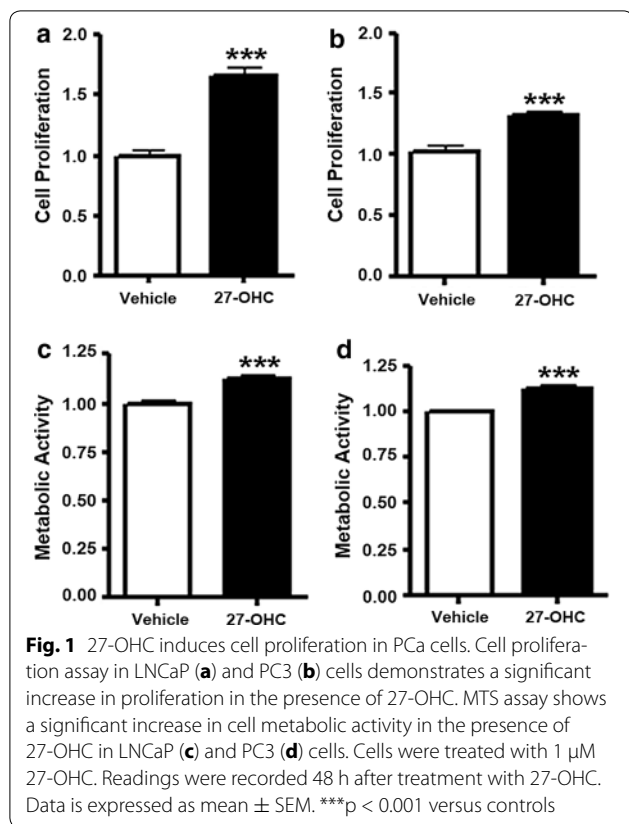 a
b
2.0
1.5
1.0
0.5
0.0
Cell Proliferation
***
Vehicle 27-OHC
2.0
1.5
1.0
0.5
0.0
Cell Proliferation
***
Vehicle 27-OHC
c
d
1.25
1.00
0.75
0.50
0.25
0.00
Metabolic Activity
***
Vehicle 27-OHC
1.25
1.00
0.75
0.50
0.25
0.00
Metabolic Activity
***
Vehicle 27-OHC
Fig. 1 27-OHC induces cell proliferation in PCa cells. Cell prolifera-
tion assay in LNCaP (a) and PC3 (b) cells demonstrates a significant
increase in proliferation in the presence of 27-OHC. MTS assay shows
a significant increase in cell metabolic activity in the presence of
27-OHC in LNCaP (c) and PC3 (d) cells. Cells were treated with 1 μM
27-OHC. Readings were recorded 48 h after treatment with 27-OHC.
Data is expressed as mean ± SEM. ***p < 0.001 versus controls